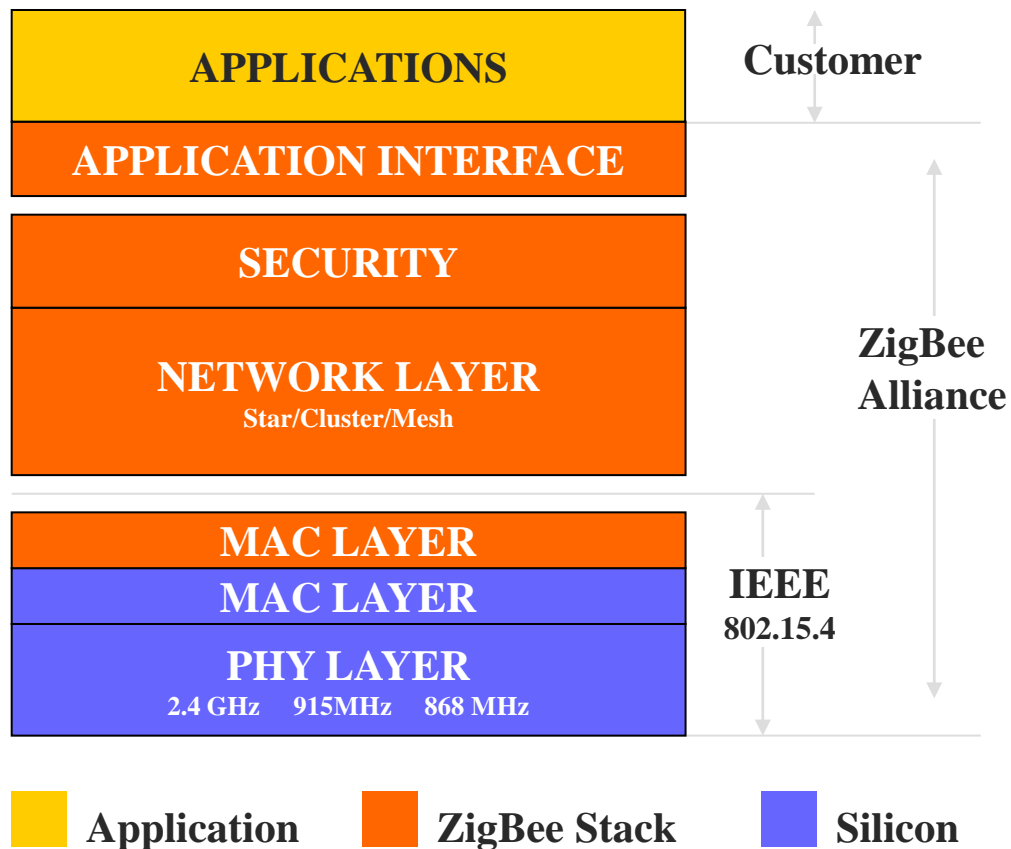 APPLICATIONS
Customer
APPLICATION INTERFACE
SECURITY
ZigBee
Alliance
NETWORK LAYER
Star/Cluster/Mesh
MAC LAYER
MAC LAYER
IEEE
802.15.4
PHY LAYER
2.4 GHz 915MHz 868 MHz
Application ZigBee Stack Silicon